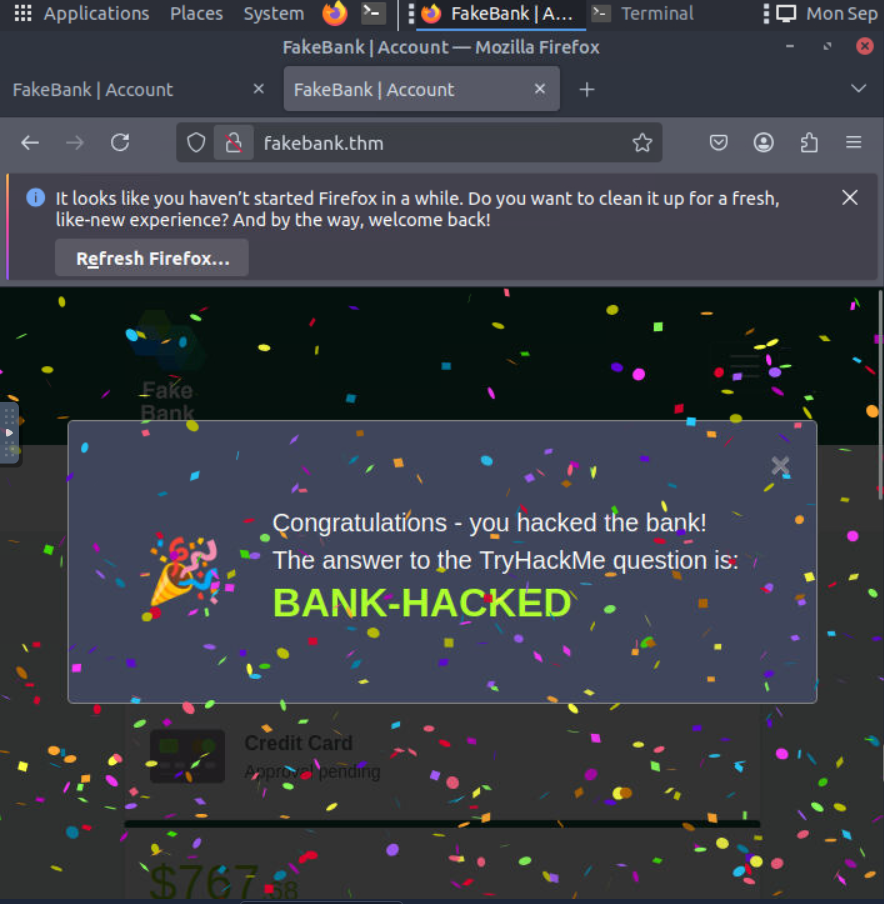 Applications Places System FakeBank | A... Terminal Mon Sep
FakeBank | Account — Mozilla Firefox
FakeBank | Account FakeBank | Account
fakebank.thm
It looks like you haven’t started Firefox in a while. Do you want to clean it up for a fresh,
like-new experience? And by the way, welcome back!
Refresh Firefox...
Fake
Bank
Congratulations - you hacked the bank!
The answer to the TryHackMe question is:
BANK-HACKED
Credit Card
Approval pending
$767.68